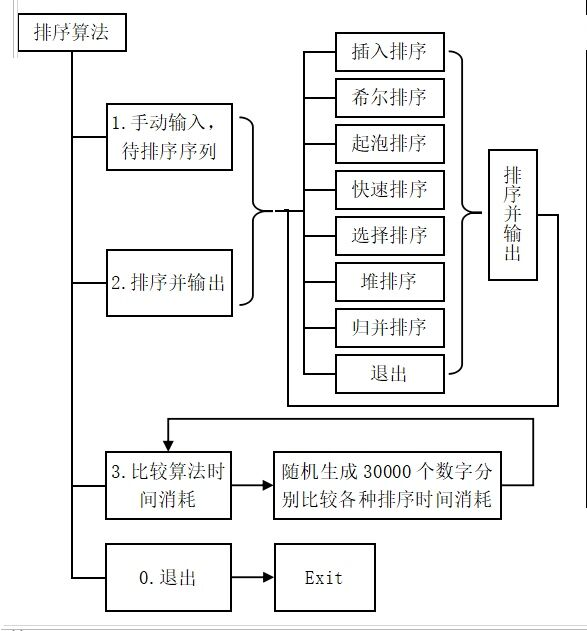 排序算法
1.手动输入，
待排序序列
2.排序并输出
插入排序
希尔排序
起泡排序
快速排序
选择排序
堆排序
归并排序
退出
排序并输出
3.比较算法时
间消耗
随机生成 30000 个数字分
别比较各种排序时间消耗
0.退出
Exit